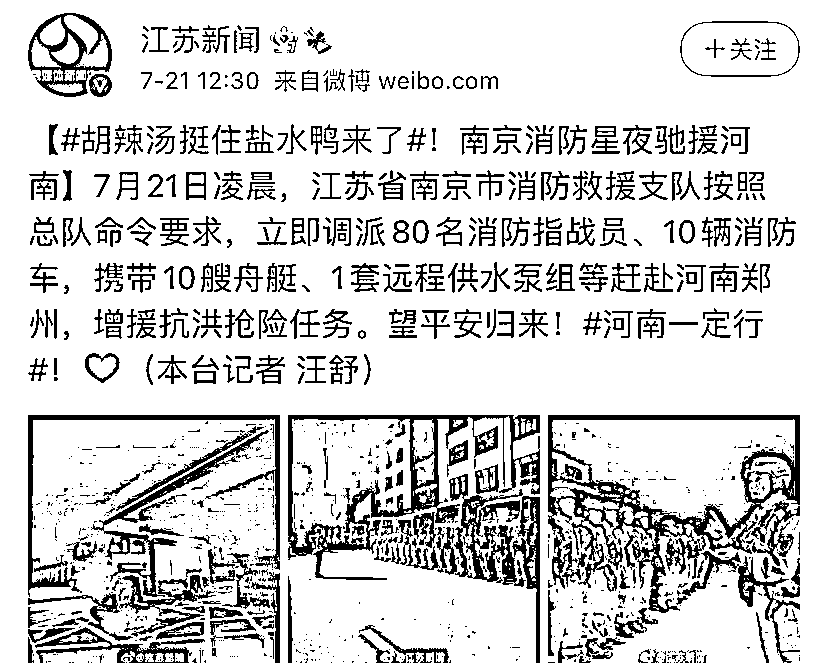 江苏新闻
+关注
7-21 12:30 来自微博 weibo.com
【#胡辣汤挺住盐水鸭来了#！南京消防星夜驰援河
南】7月21日凌晨，江苏省南京市消防救援支队按照
总队命令要求，立即调派80名消防指战员、10辆消防
车，携带10艘舟艇、1套远程供水泵组等赶赴河南郑
州，增援抗洪抢险任务。望平安归来！#河南一定行
#！♡（本台记者 汪舒）
@江苏新闻